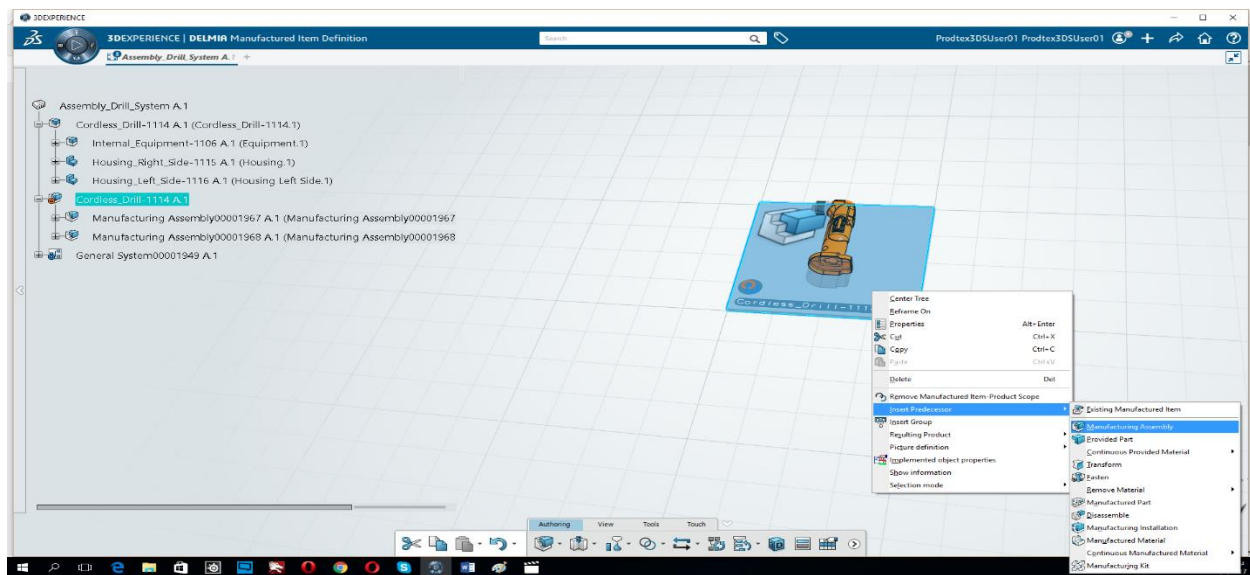 3DEXPERIENCE
3DEXPERIENCE | DELMIA Manufactured Item Definition
Search
Prodtex3DSUser01 Prodtex3DSUser01
Assembly_Drill_System A.1
Assembly_Drill_System A.1
Cordless_Drill-1114 A.1 (Cordless_Drill-1114.1)
Internal_Equipment-1106 A.1 (Equipment.1)
Housing_Right_Side-1115 A.1 (Housing.1)
Housing_Left_Side-1116 A.1 (Housing Left Side.1)
Cordless_Drill-1114 A.1
Manufacturing Assembly00001967 A.1 (Manufacturing Assembly00001967
Manufacturing Assembly00001968 A.1 (Manufacturing Assembly00001968
General System00001949 A.1
Cordless_Drill-111
Center Tree
Reframe On
Properties Alt+Enter
Cut Ctrl+X
Copy Ctrl+C
Paste Ctrl+V
Delete Del
Remove Manufactured Item-Product Scope
Insert Predecessor
Insert Group
Resulting Product
Picture definition
Implemented object properties
Show information
Selection mode
Existing Manufactured Item
Manufacturing Assembly
Provided Part
Continuous Provided Material
Transform
Fasten
Remove Material
Manufactured Part
Disassemble
Manufacturing Installation
Manufactured Material
Continuous Manufactured Material
Manufacturing Kit
Authoring View Tools Touch